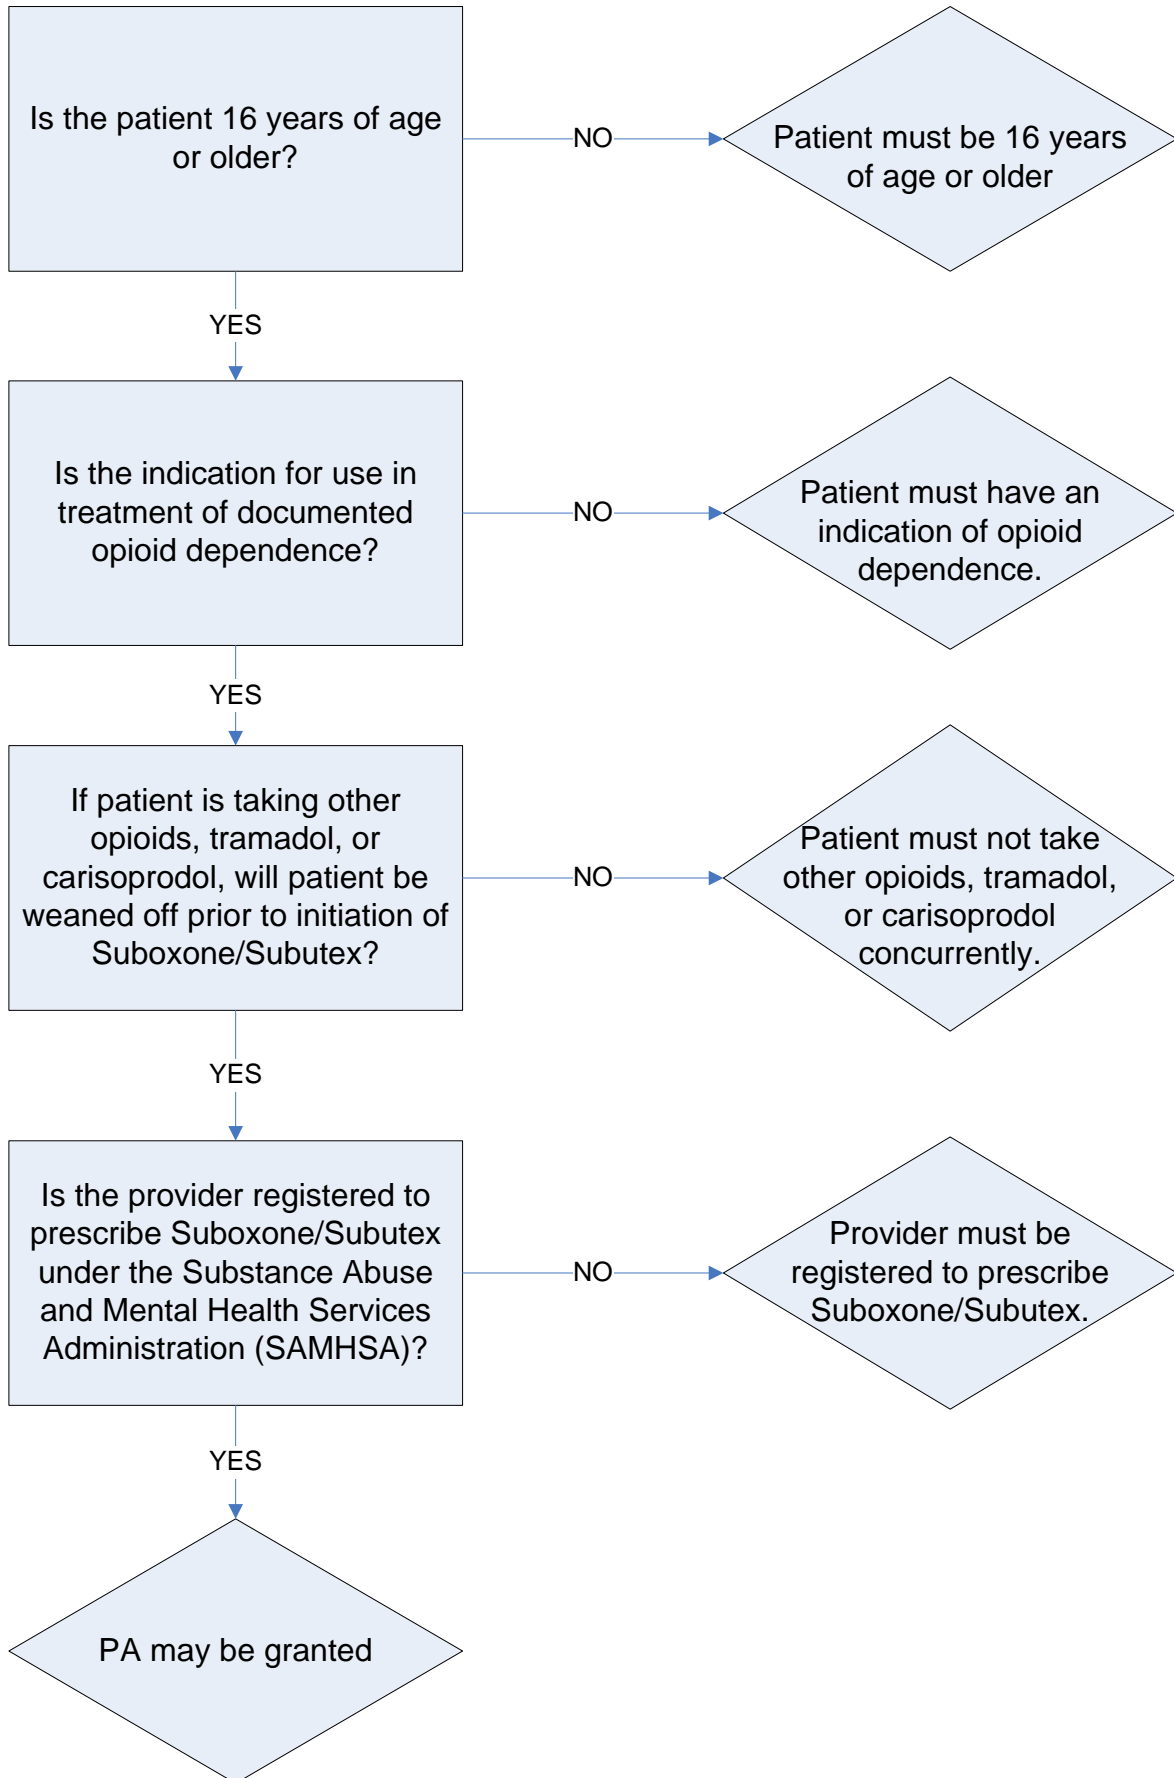 Is the patient 16 years of age
or older?
NO
Patient must be 16 years
of age or older
YES
Is the indication for use in
treatment of documented
opioid dependence?
NO
Patient must have an
indication of opioid
dependence.
YES
If patient is taking other
opioids, tramadol, or
carisoprodol, will patient be
weaned off prior to initiation of
Suboxone/Subutex?
NO
Patient must not take
other opioids, tramadol,
or carisoprodol
concurrently.
YES
Is the provider registered to
prescribe Suboxone/Subutex
under the Substance Abuse
and Mental Health Services
Administration (SAMHSA)?
NO
Provider must be
registered to prescribe
Suboxone/Subutex.
YES
PA may be granted